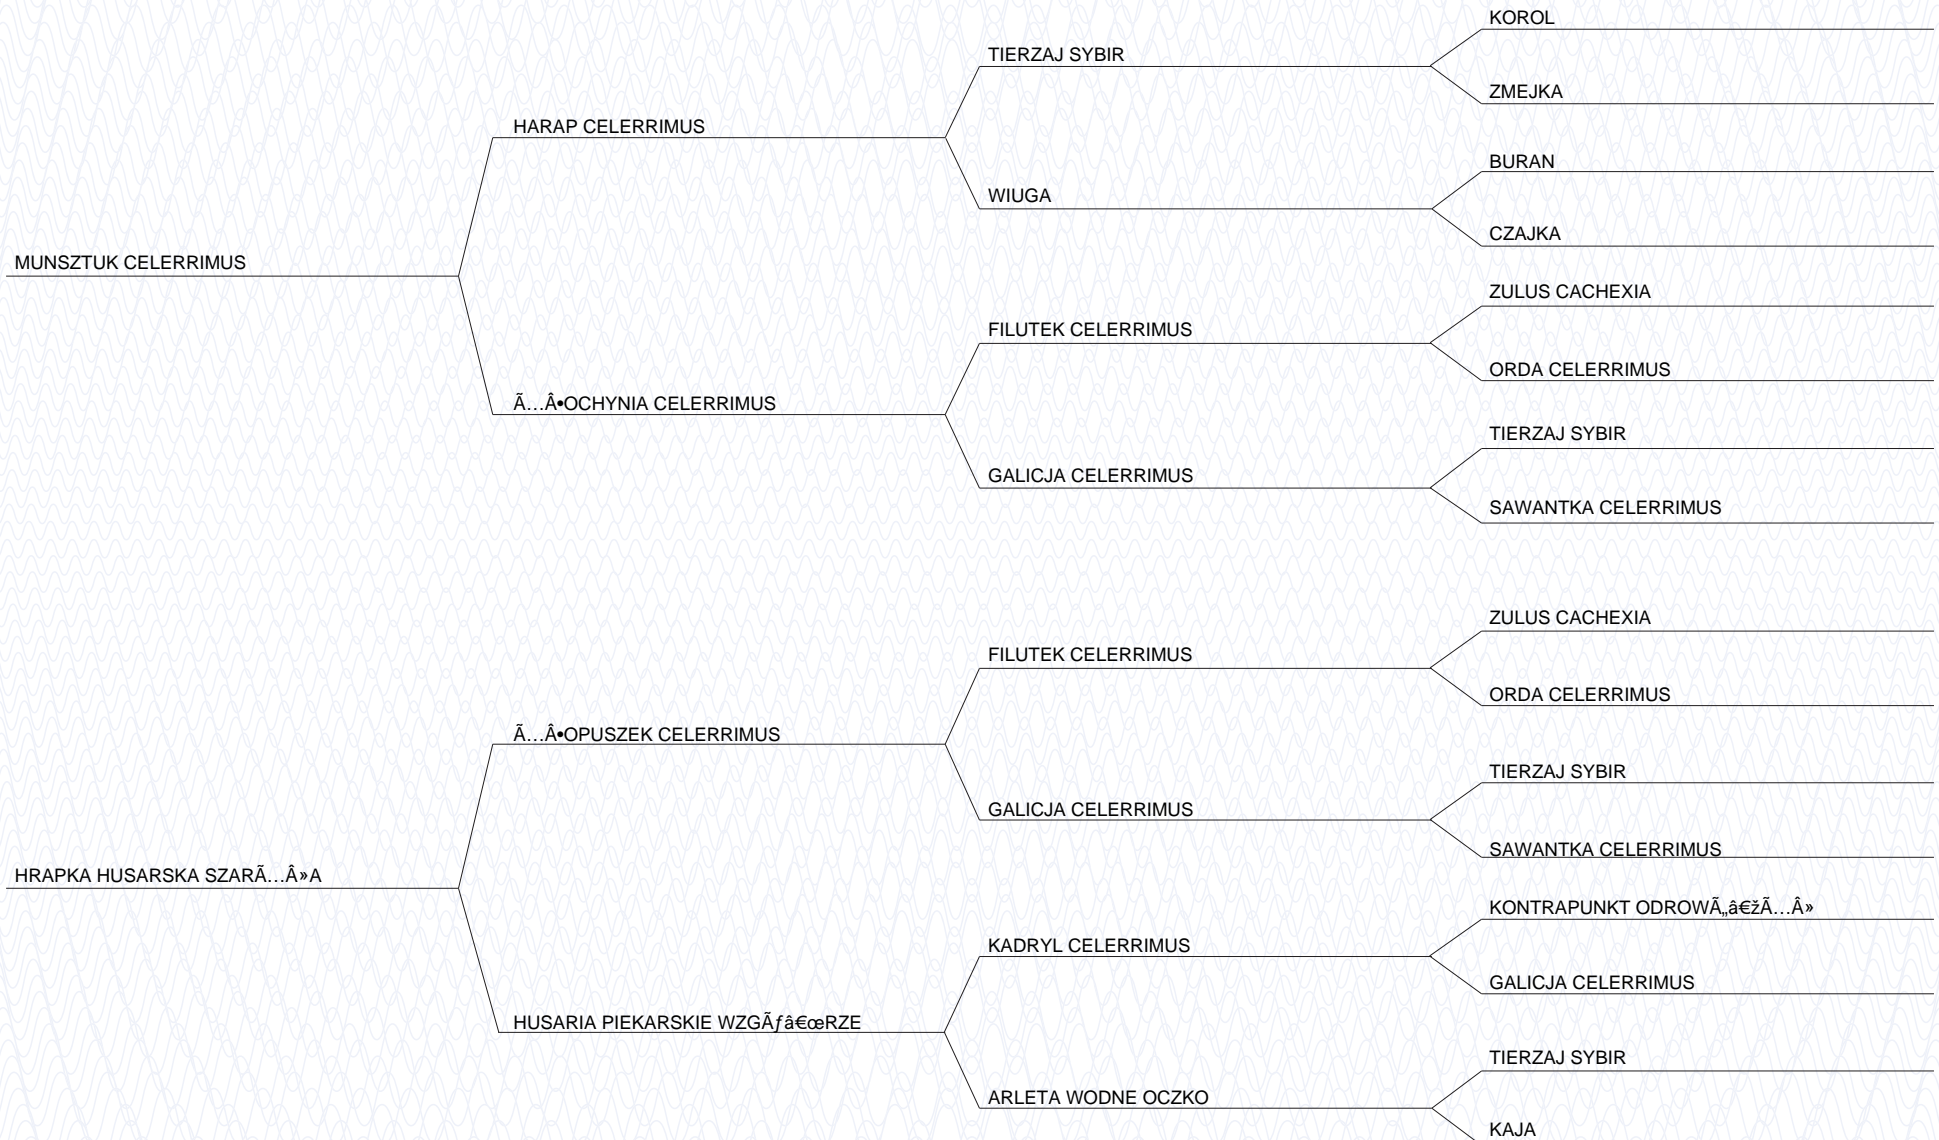 KOROL
TIERZAJ SYBIR
ZMEJKA
HARAP CELERRIMUS
BURAN
WIUGA
CZAJKA
MUNSZTUK CELERRIMUS
ZULUS CACHEXIA
FILUTEK CELERRIMUS
ORDA CELERRIMUS
Ã…Â•OCHYNIA CELERRIMUS
TIERZAJ SYBIR
GALICJA CELERRIMUS
SAWANTKA CELERRIMUS
ZULUS CACHEXIA
FILUTEK CELERRIMUS
ORDA CELERRIMUS
Ã…Â•OPUSZEK CELERRIMUS
TIERZAJ SYBIR
GALICJA CELERRIMUS
SAWANTKA CELERRIMUS
HRAPKA HUSARSKA SZARÃ…Â»A
KONTRAPUNKT ODROWÃ„â€žÃ…Â»
KADRYL CELERRIMUS
GALICJA CELERRIMUS
HUSARIA PIEKARSKIE WZGÃƒâ€œRZE
TIERZAJ SYBIR
ARLETA WODNE OCZKO
KAJA